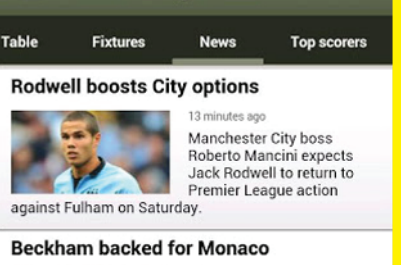 Table Fixtures News Top scorers
Rodwell boosts City options
13 minutes ago
Manchester City boss
Roberto Mancini expects
Jack Rodwell to return to
Premier League action
against Fulham on Saturday.
Beckham backed for Monaco